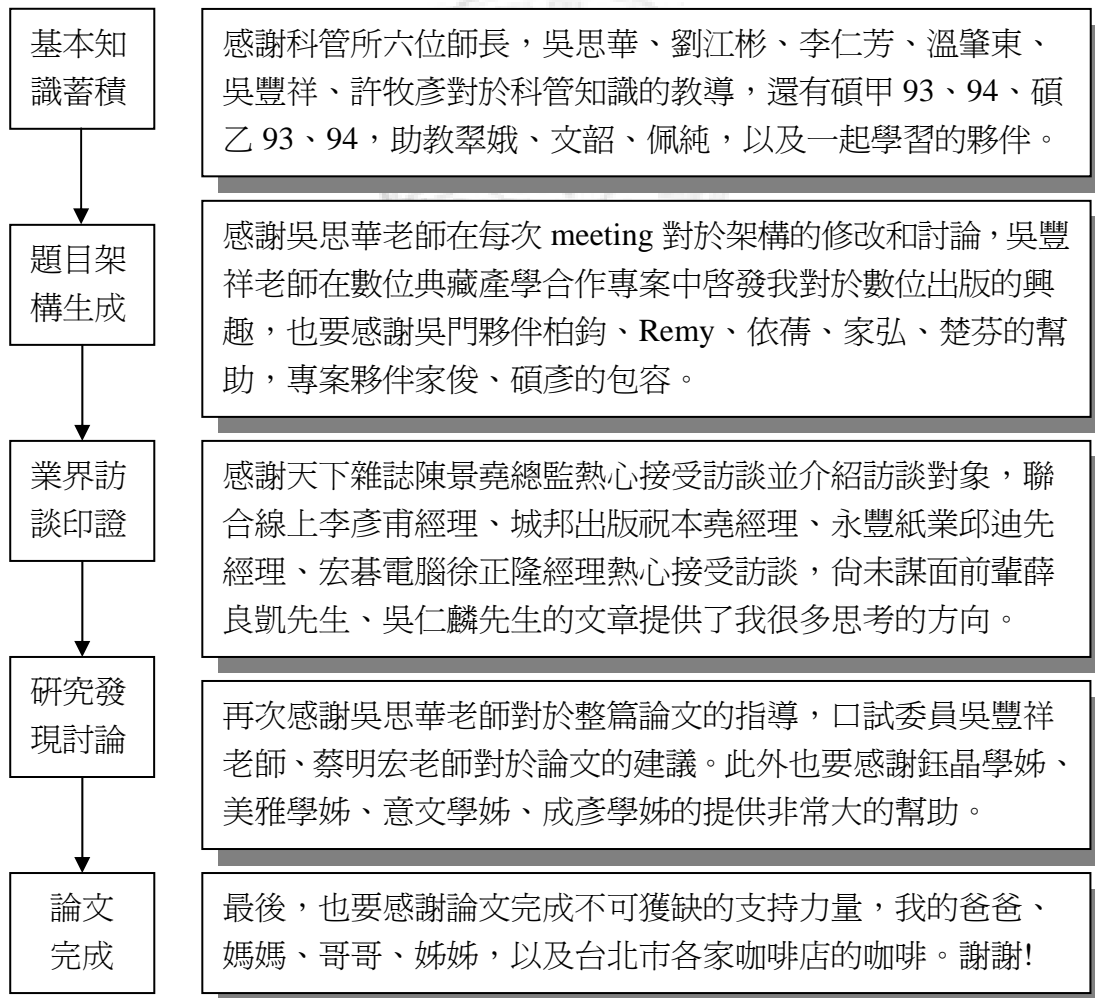 基本知
識蓄積
感謝科管所六位師長，吳思華、劉江彬、李仁芳、溫肇東、
吳豐祥、許牧彥對於科管知識的教導，還有碩甲 93、94、碩
乙 93、94，助教翠娥、文韶、佩純，以及一起學習的夥伴。
題目架
構生成
感謝吳思華老師在每次 meeting 對於架構的修改和討論，吳豐
祥老師在數位典藏產學合作專案中啓發我對於數位出版的興
趣，也要感謝吳門夥伴柏鈞、Remy、依蒨、家弘、楚芬的幫
助，專案夥伴家俊、碩彥的包容。
業界訪
談印證
感謝天下雜誌陳景堯總監熱心接受訪談並介紹訪談對象，聯
合線上李彥甫經理、城邦出版祝本堯經理、永豐紙業邱迪先
經理、宏碁電腦徐正隆經理熱心接受訪談，尙未謀面前輩薛
良凱先生、吳仁麟先生的文章提供了我很多思考的方向。
研究發
現討論
再次感謝吳思華老師對於整篇論文的指導，口試委員吳豐祥
老師、蔡明宏老師對於論文的建議。此外也要感謝鈺晶學姊、
美雅學姊、意文學姊、成彥學姊的提供非常大的幫助。
論文
完成
最後，也要感謝論文完成不可獲缺的支持力量，我的爸爸、
媽媽、哥哥、姊姊，以及台北市各家咖啡店的咖啡。謝謝!